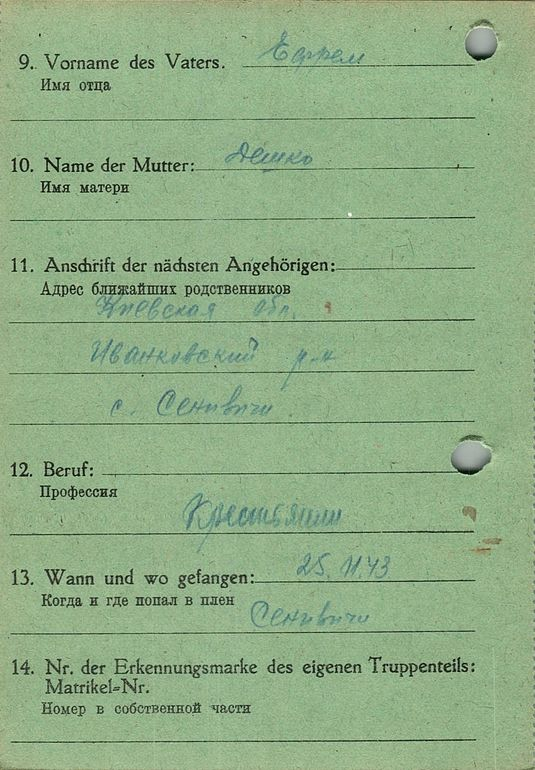 9. Vorname des Vaters. Ефрем
Имя отца
10. Name der Mutter: Дешко
Имя матери
11. Anschrift der nächsten Angehörigen:
Адрес ближайших родственников
Киевская обл.
Иванковский р-н
с. Сенивичи
12. Beruf:
Профессия
Крестьянин
13. Wann und wo gefangen: 25.11.43
Когда и где попал в плен
Сенивичи
14. Nr. der Erkennungsmarke des eigenen Truppenteils:
Matrikel-Nr.
Номер в собственной части